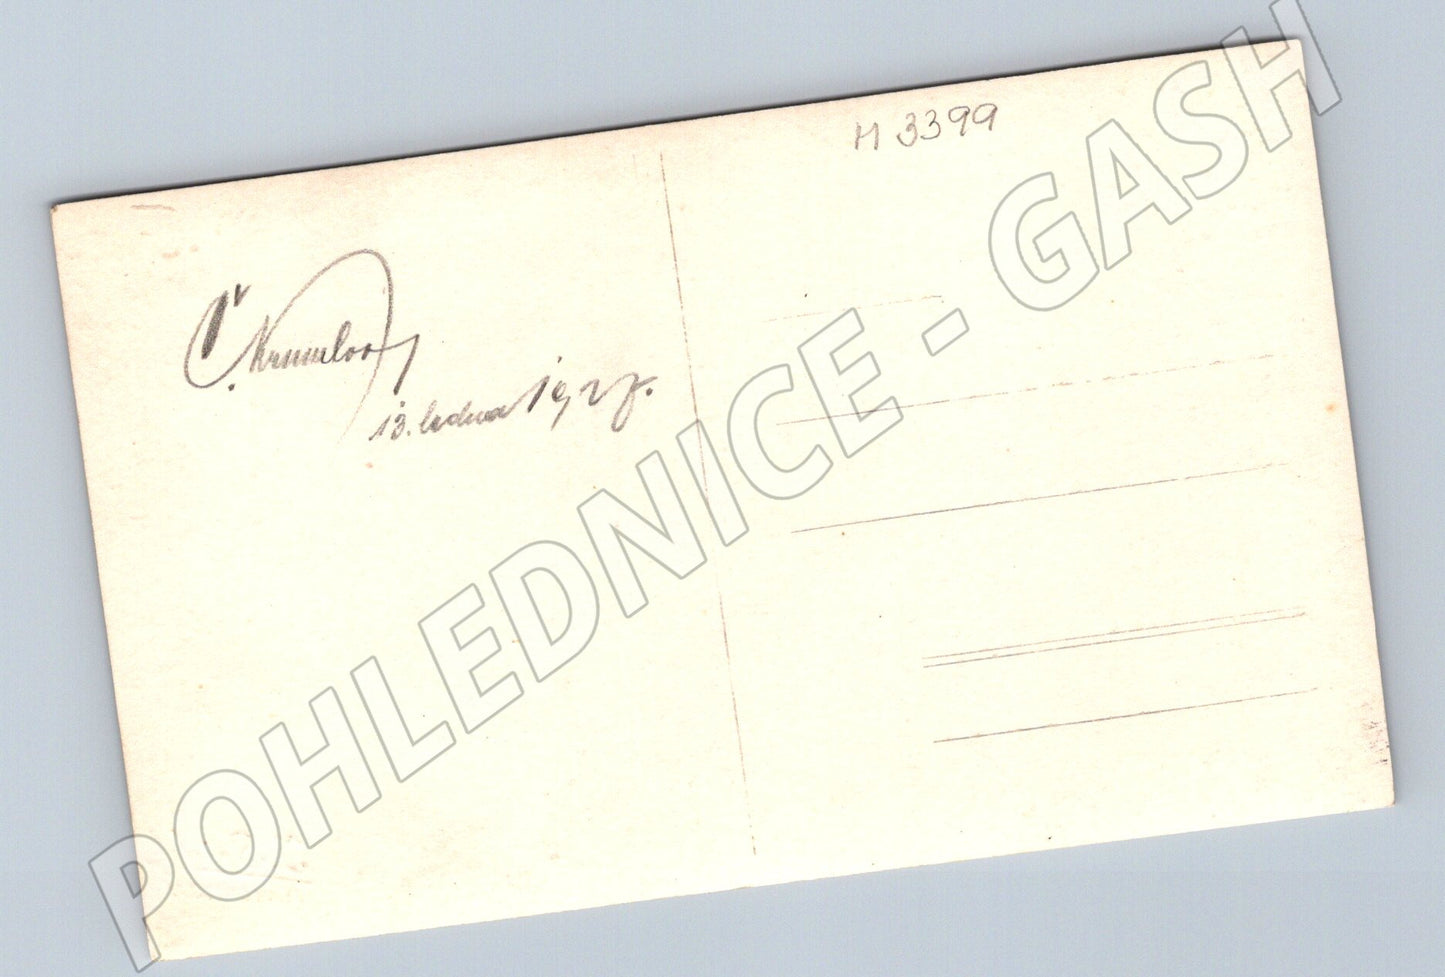 M 3399
Č. Krumlov
13. ledna 1927.
POHLEDNICE - GASH